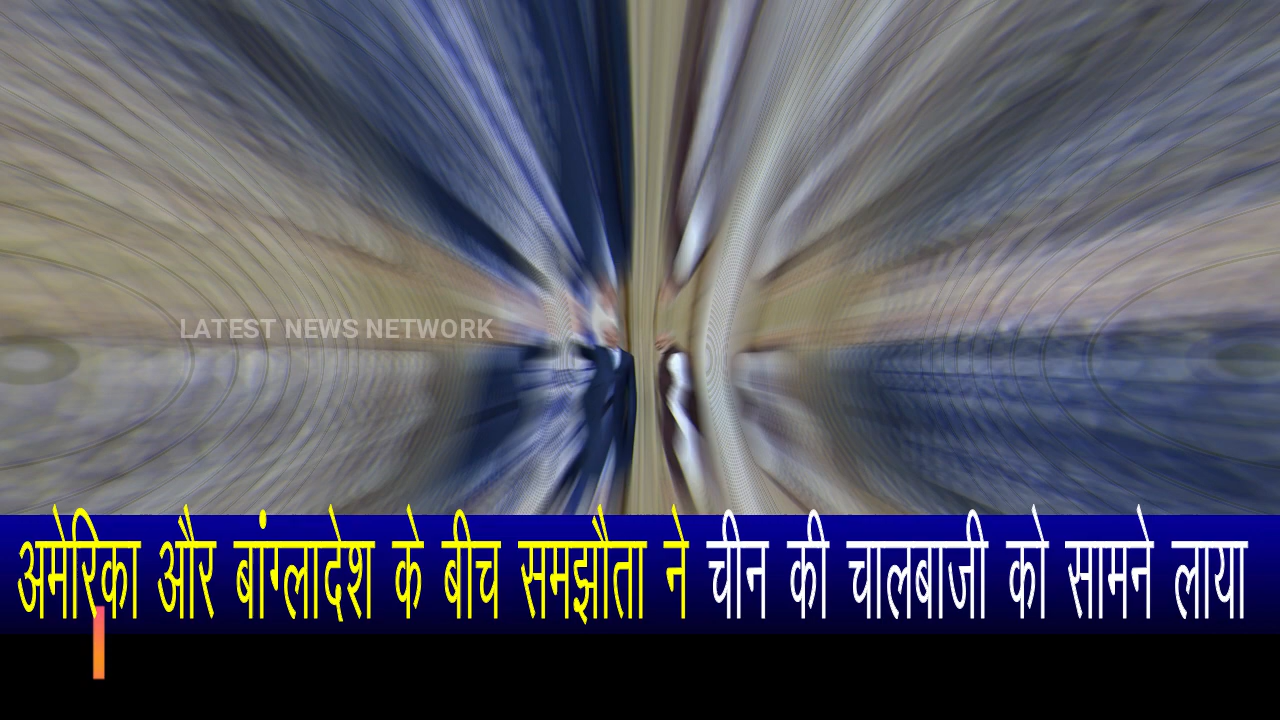 LATEST NEWS NETWORK
अमेरिका और बांग्लादेश के बीच समझौता ने चीन की चालबाजी को सामने लाया